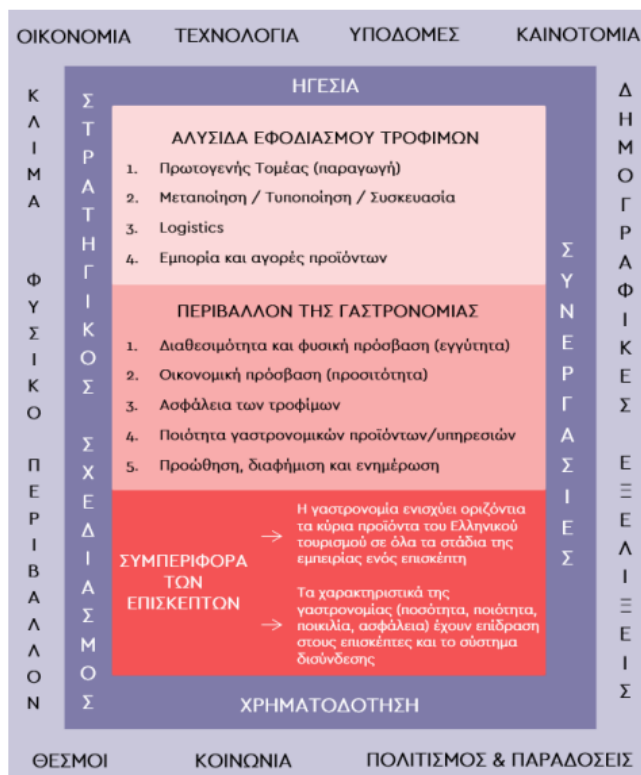 ΟΙΚΟΝΟΜΙΑ ΤΕΧΝΟΛΟΓΙΑ ΥΠΟΔΟΜΕΣ ΚΑΙΝΟΤΟΜΙΑ
ΚΛΙΜΑ ΦΥΣΙΚΟ ΠΕΡΙΒΑΛΛΟΝ
ΣΤΡΑΤΗΓΙΚΟΣ ΣΧΕΔΙΑΣΜΟΣ
ΗΓΕΣΙΑ
ΑΛΥΣΙΔΑ ΕΦΟΔΙΑΣΜΟΥ ΤΡΟΦΙΜΩΝ
1. Πρωτογενής Τομέας (παραγωγή)
2. Μεταποίηση / Τυποποίηση / Συσκευασία
3. Logistics
4. Εμπορία και αγορές προϊόντων
ΠΕΡΙΒΑΛΛΟΝ ΤΗΣ ΓΑΣΤΡΟΝΟΜΙΑΣ
1. Διαθεσιμότητα και φυσική πρόσβαση (εγγύτητα)
2. Οικονομική πρόσβαση (προσιτότητα)
3. Ασφάλεια των τροφίμων
4. Ποιότητα γαστρονομικών προϊόντων/υπηρεσιών
5. Προώθηση, διαφήμιση και ενημέρωση
ΣΥΜΠΕΡΙΦΟΡΑ
ΤΩΝ
ΕΠΙΣΚΕΠΤΩΝ
→ Η γαστρονομία ενισχύει οριζόντια
τα κύρια προϊόντα του Ελληνικού
τουρισμού σε όλα τα στάδια της
εμπειρίας ενός επισκέπτη
→ Τα χαρακτηριστικά της
γαστρονομίας (ποσότητα, ποιότητα,
ποικιλία, ασφάλεια) έχουν επίδραση
στους επισκέπτες και το σύστημα
διασύνδεσης
ΧΡΗΜΑΤΟΔΟΤΗΣΗ
ΣΥΝΕΡΓΑΣΙΕΣ
ΔΗΜΟΓΡΑΦΙΚΕΣ ΕΞΕΛΙΞΕΙΣ
ΘΕΣΜΟΙ ΚΟΙΝΩΝΙΑ ΠΟΛΙΤΙΣΜΟΣ & ΠΑΡΑΔΟΣΕΙΣ